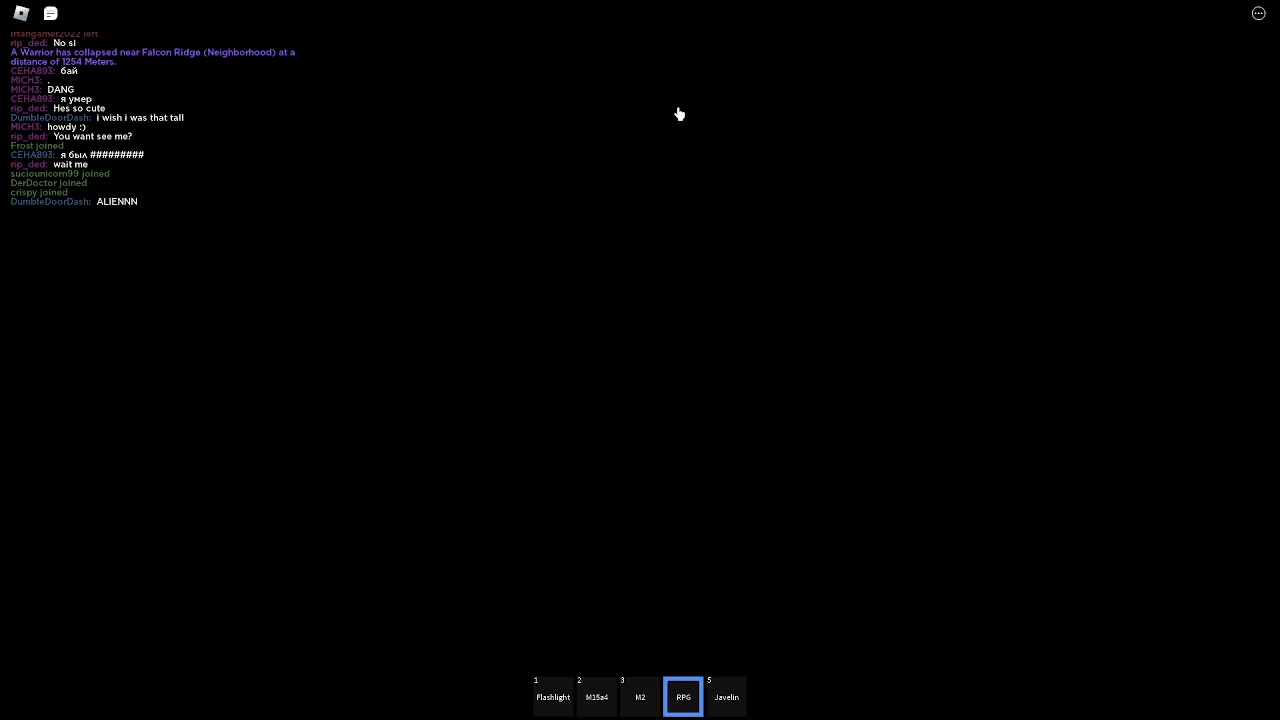 irfangamer2022 left
rip_ded: No si
A Warrior has collapsed near Falcon Ridge (Neighborhood) at a
distance of 1254 Meters.
CEHA893: бай
MICH3: .
MICH3: DANG
CEHA893: я умер
rip_ded: Hes so cute
DumbleDoorDash: i wish i was that tall
MICH3: howdy :)
rip_ded: You want see me?
Frost joined
CEHA893: я был #########
rip_ded: wait me
suciounicorn99 joined
DerDoctor joined
crispy joined
DumbleDoorDash: ALIENNN
1 2 3 5
Flashlight M15a4 M2 RPG Javelin